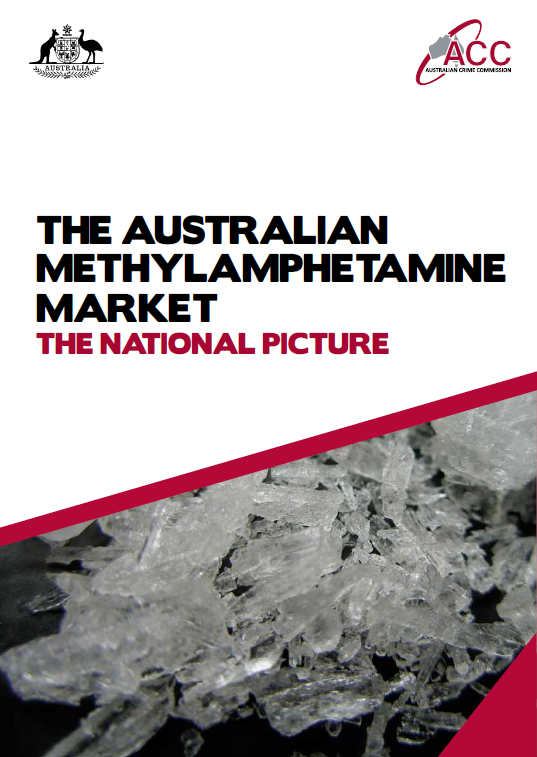 AUSTRALIA
ACC
AUSTRALIAN CRIME COMMISSION
THE AUSTRALIAN
METHYLAMPHETAMINE
MARKET
THE NATIONAL PICTURE